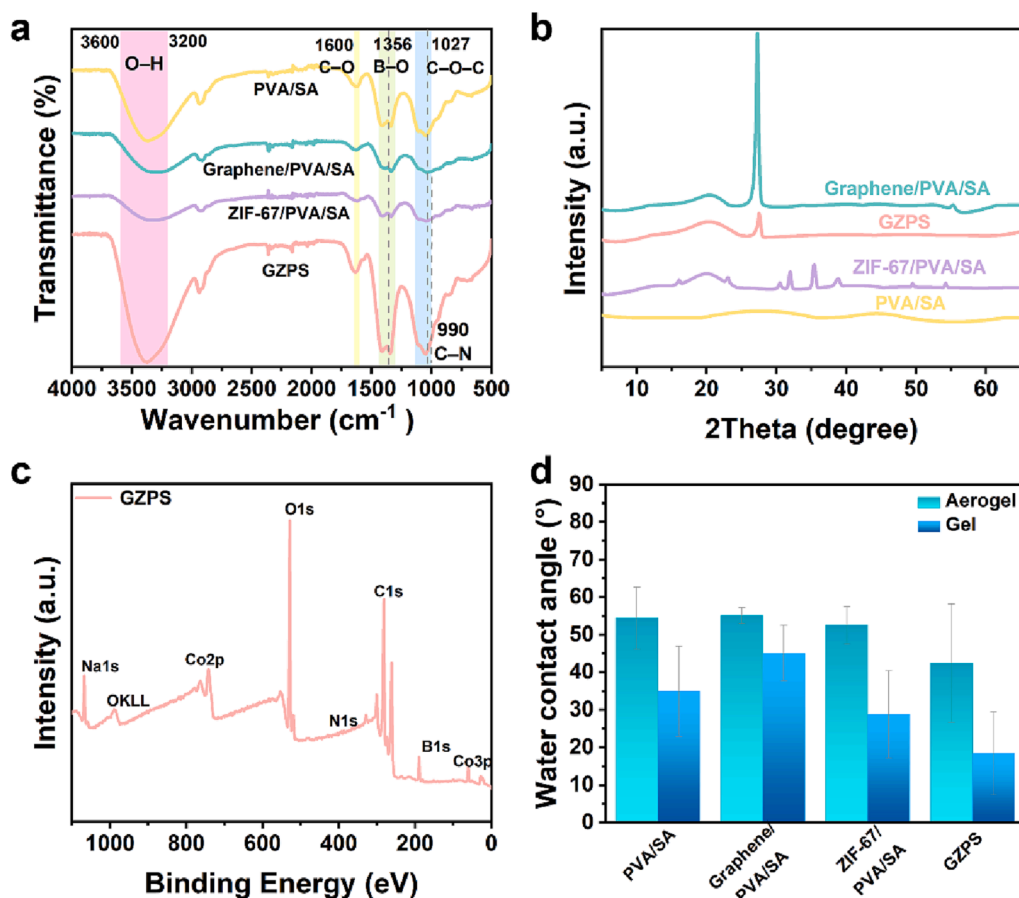 a
3600
3200
1600
1356
1027
O–H
C–O
B–O
C–O–C
PVA/SA
Graphene/PVA/SA
ZIF-67/PVA/SA
GZPS
990
C–N
Transmittance (%)
4000 3500 3000 2500 2000 1500 1000 500
Wavenumber (cm⁻¹)
b
Graphene/PVA/SA
GZPS
ZIF-67/PVA/SA
PVA/SA
Intensity (a.u.)
10 20 30 40 50 60
2Theta (degree)
c
GZPS
O1s
C1s
Na1s
Co2p
OKLL
N1s
B1s
Co3p
Intensity (a.u.)
1000 800 600 400 200 0
Binding Energy (eV)
d
Aerogel
Gel
Water contact angle (°)
90
80
70
60
50
40
30
20
10
0
PVA/SA
Graphene/
PVA/SA
ZIF-67/
PVA/SA
GZPS